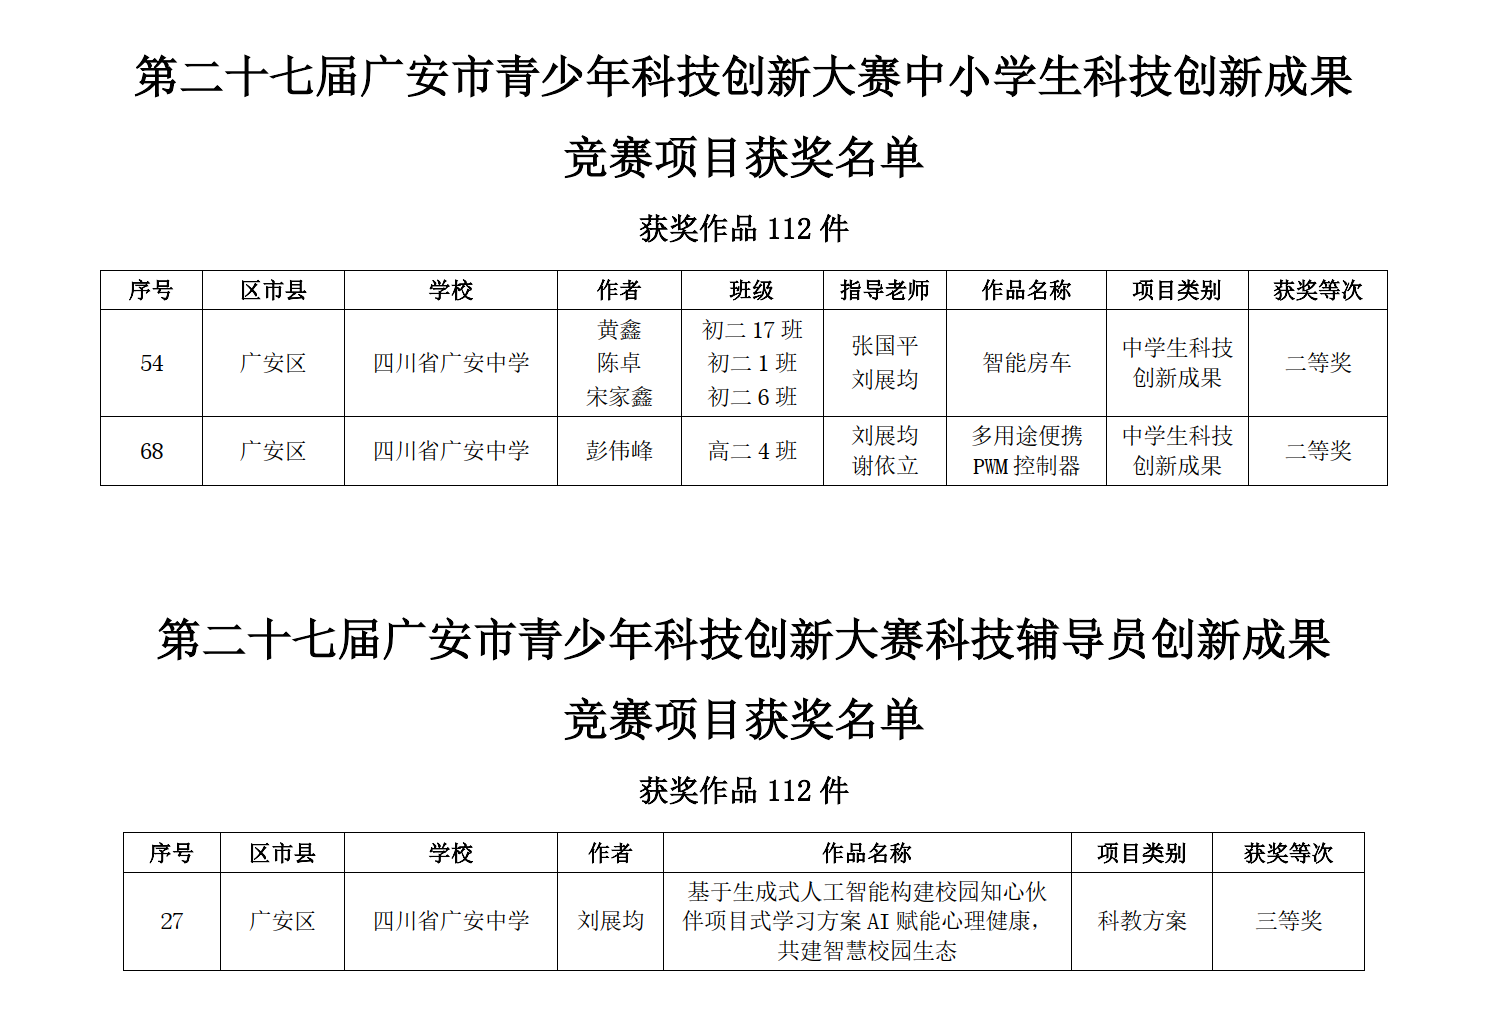 第二十七届广安市青少年科技创新大赛中小学生科技创新成果
竞赛项目获奖名单
获奖作品 112 件
序号 区市县 学校 作者 班级 指导老师 作品名称 项目类别 获奖等次
54 广安区 四川省广安中学 黄鑫 陈卓 宋家鑫 初二 17 班 初二 1 班 初二 6 班 张国平 刘展均 智能房车 中学生科技创新成果 二等奖
68 广安区 四川省广安中学 彭伟峰 高二 4 班 刘展均 谢依立 多用途便携 PWM 控制器 中学生科技创新成果 二等奖
第二十七届广安市青少年科技创新大赛科技辅导员创新成果
竞赛项目获奖名单
获奖作品 112 件
序号 区市县 学校 作者 作品名称 项目类别 获奖等次
27 广安区 四川省广安中学 刘展均 基于生成式人工智能构建校园知心伙伴项目式学习方案 AI 赋能心理健康，共建智慧校园生态 科教方案 三等奖